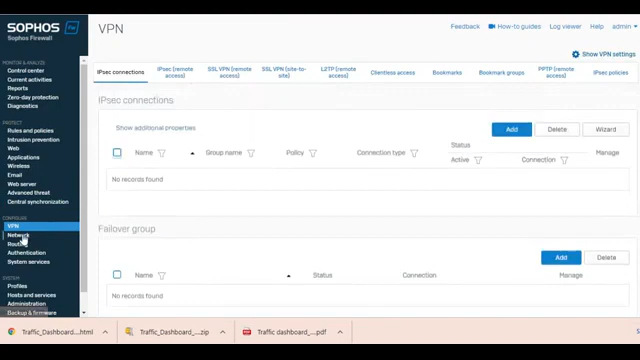 SOPHOS
Sophos Firewall
VPN
Feedback
How-to guides
Log viewer
Help
admin
Show VPN settings
MONITOR & ANALYZE
Control center
Current activities
Reports
Zero-day protection
Diagnostics
PROTECT
Rules and policies
Intrusion prevention
Web
Applications
Wireless
Email
Web server
Advanced threat
Central synchronization
CONFIGURE
VPN
Network
Authentication
System services
SYSTEM
Profiles
Hosts and services
Administration
Backup & firmware
IPsec connections
IPsec (remote
access)
SSL VPN (remote
access)
SSL VPN (site-to-
site)
L2TP (remote
access)
Clientless access
Bookmarks
Bookmark groups
PPTP (remote
access)
IPsec policies
IPsec connections
Show additional properties
Add
Delete
Wizard
Name
Group name
Policy
Connection type
Status
Active
Connection
Manage
No records found
Failover group
Add
Delete
Name
Status
Connection
Manage
No records found
Traffic_Dashboard....html
Traffic_Dashboard_....zip
Traffic dashboard_....pdf